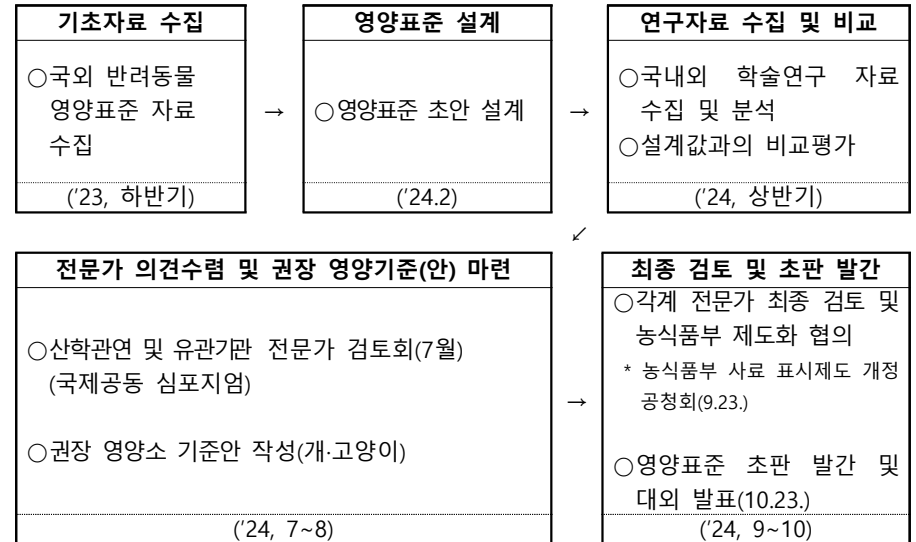 기초자료 수집
○국외 반려동물
영양표준 자료
수집
('23, 하반기)
→
영양표준 설계
○영양표준 초안 설계
('24.2)
→
연구자료 수집 및 비교
○국내외 학술연구 자료
수집 및 분석
○설계값과의 비교평가
('24, 상반기)
↙
전문가 의견수렴 및 권장 영양기준(안) 마련
○산학관연 및 유관기관 전문가 검토회(7월)
(국제공동 심포지엄)
○권장 영양소 기준안 작성(개·고양이)
('24, 7~8)
→
최종 검토 및 초판 발간
○각계 전문가 최종 검토 및
농식품부 제도화 협의
* 농식품부 사료 표시제도 개정
공청회(9.23.)
○영양표준 초판 발간 및
대외 발표(10.23.)
('24, 9~10)